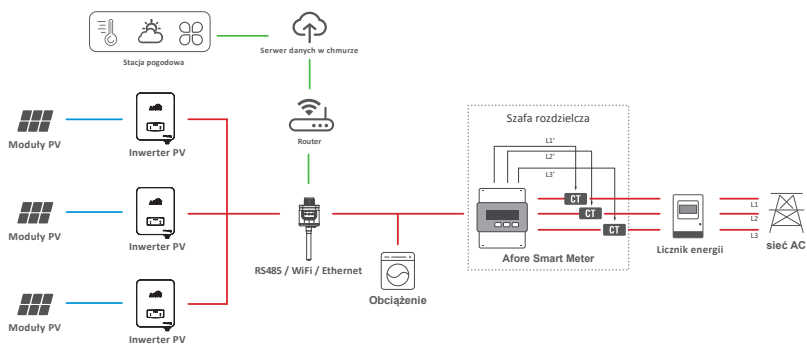 Stacja pogodowa
Serwer danych w chmurze
Router
Moduły PV
Inwerter PV
Moduły PV
Inwerter PV
Moduły PV
Inwerter PV
RS485 / WiFi / Ethernet
Obciążenie
Szafa rozdzielcza
L1'
L2'
L3'
CT
CT
CT
Afore Smart Meter
Licznik energii
L1
L2
L3
sieć AC